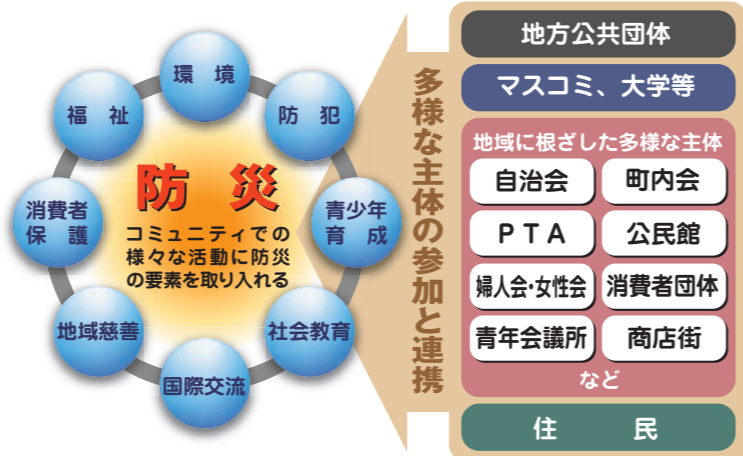 環 境
福 祉
防 犯
消費者
保 護
防 災
コミュニティでの
様々な活動に防災
の要素を取り入れる
青少年
育 成
地域慈善
社会教育
国際交流
多様な主体の参加と連携
地方公共団体
マスコミ、大学等
地域に根ざした多様な主体
自治会
町内会
PTA
公民館
婦人会・女性会
消費者団体
青年会議所
商店街
など
住 民